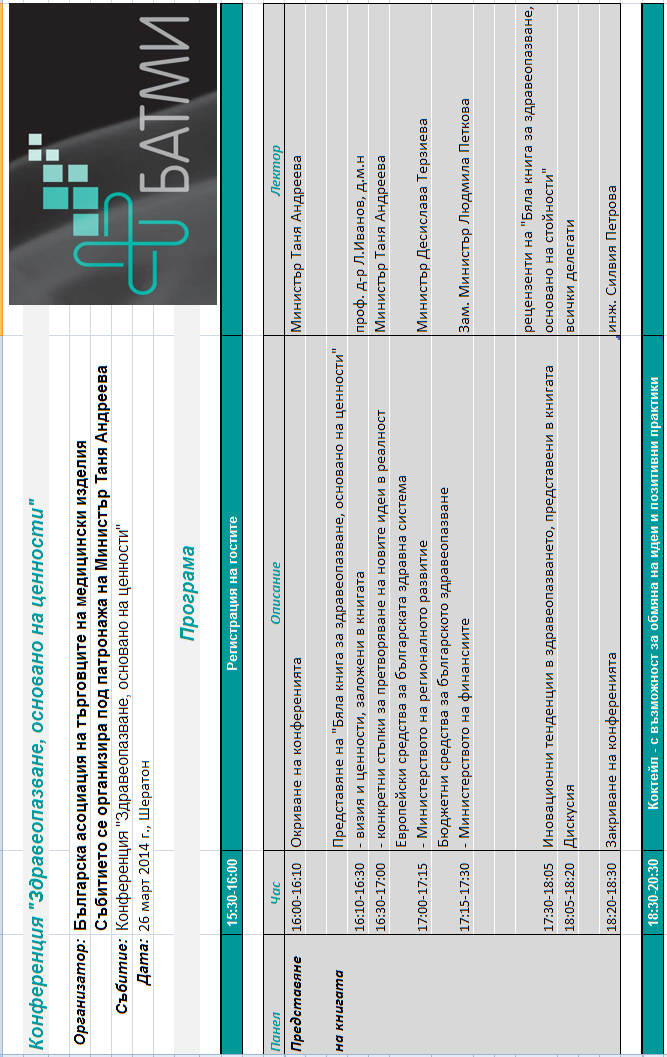 Конференция "Здравеопазване, основано на ценности"
БАТМИ
Организатор: Българска асоциация на търговците на медицински изделия
Събитието се организира под патронажа на Министър Таня Андреева
Събитие: Конференция "Здравеопазване, основано на ценности"
Дата: 26 март 2014 г., Шератон
Програма
15:30-16:00 Регистрация на гостите
Панел Час Описание Лектор
Представяне 16:00-16:10 Окриване на конференията Министър Таня Андреева
на книгата Представяне на "Бяла книга за здравеопазване, основано на ценности"
16:10-16:30 - визия и ценности, заложени в книгата проф. д-р Л.Иванов, д.м.н
16:30-17:00 - конкретни стъпки за претворяване на новите идеи в реалност Министър Таня Андреева
Европейски средства за българската здравна система
17:00-17:15 - Министерството на регионалното развитие Министър Десислава Терзиева
Бюджетни средства за българското здравеопазване
17:15-17:30 - Министерството на финансиите Зам. Министър Людмила Петкова
рецензенти на "Бяла книга за здравеопазване,
17:30-18:05 Иновационни тенденции в здравеопазването, представени в книгата основано на стойности"
18:05-18:20 Дискусия всички делегати
18:20-18:30 Закриване на конференията инж. Силвия Петрова
18:30-20:30 Коктейл - с възможност за обмяна на идеи и позитивни практики